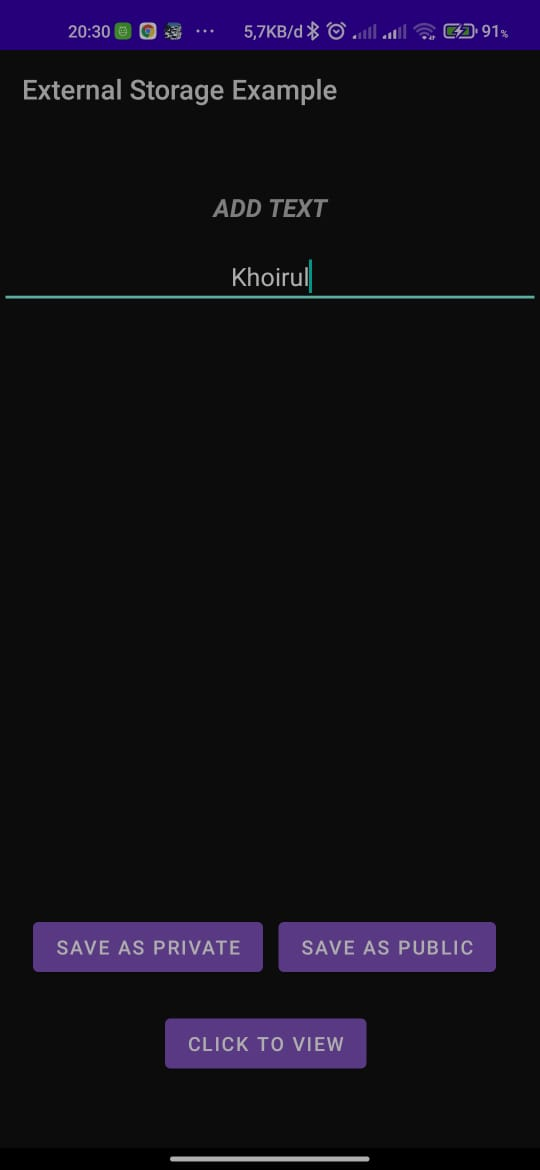 20:30 ... 5,7KB/d 91%
External Storage Example
ADD TEXT
Khoirul
SAVE AS PRIVATE SAVE AS PUBLIC
CLICK TO VIEW